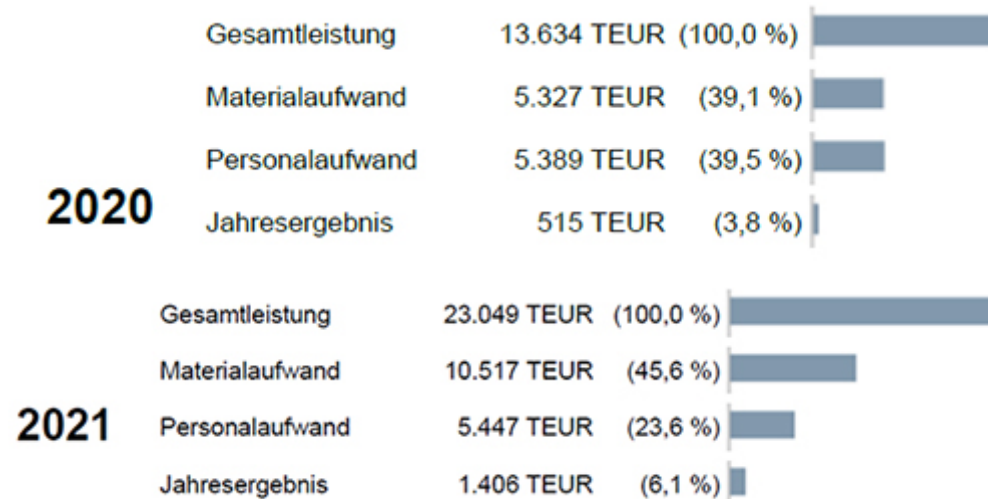 Gesamtleistung 13.634 TEUR (100,0 %)
Materialaufwand 5.327 TEUR (39,1 %)
Personalaufwand 5.389 TEUR (39,5 %)
2020
Jahresergebnis 515 TEUR (3,8 %)
Gesamtleistung 23.049 TEUR (100,0 %)
Materialaufwand 10.517 TEUR (45,6 %)
2021 Personalaufwand 5.447 TEUR (23,6 %)
Jahresergebnis 1.406 TEUR (6,1 %)